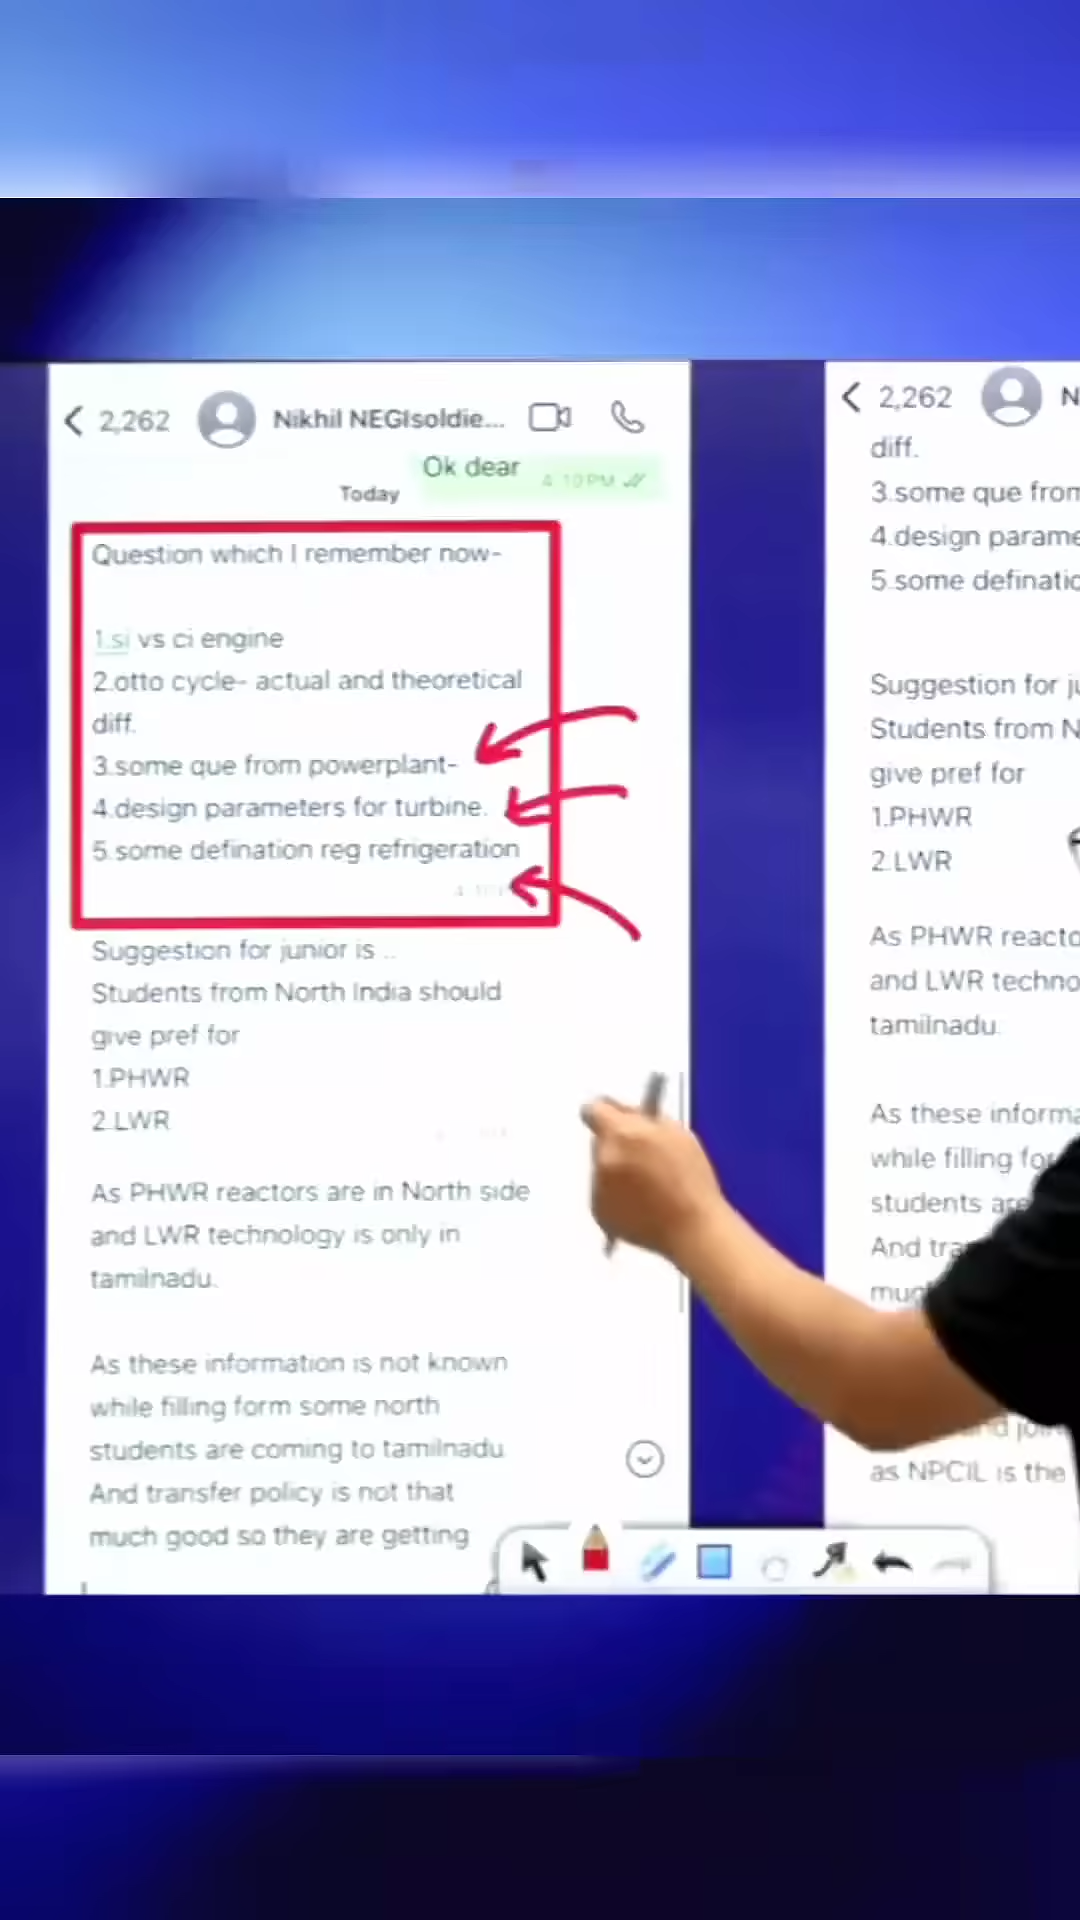 2,262
Nikhil NEGIsoldie...
Ok dear
4:10 PM
Today
Question which I remember now-
1.si vs ci engine
2.otto cycle- actual and theoretical
diff.
3.some que from powerplant-
4.design parameters for turbine.
5.some defination reg refrigeration
Suggestion for junior is ..
Students from North India should
give pref for
1.PHWR
2.LWR
As PHWR reactors are in North side
and LWR technology is only in
tamilnadu.
As these information is not known
while filling form some north
students are coming to tamilnadu
And transfer policy is not that
much good so they are getting
2,262
N
diff.
3.some que from
4.design parame
5.some definatio
Suggestion for ju
Students from N
give pref for
1.PHWR
2.LWR
As PHWR reacto
and LWR techno
tamilnadu.
As these informa
while filling for
students are
And tra
mu
as NPCIL is the